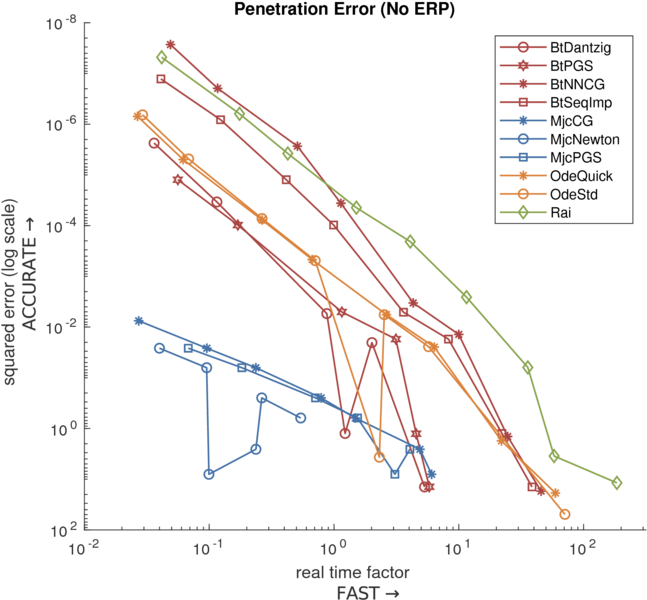 Penetration Error (No ERP)
10^-8
10^-6
10^-4
10^-2
10^0
10^2
squared error (log scale)
ACCURATE →
BtDantzig
BtPGS
BtNNCG
BtSeqImp
MjcCG
MjcNewton
MjcPGS
OdeQuick
OdeStd
Rai
10^-2
10^-1
10^0
10^1
10^2
real time factor
FAST →